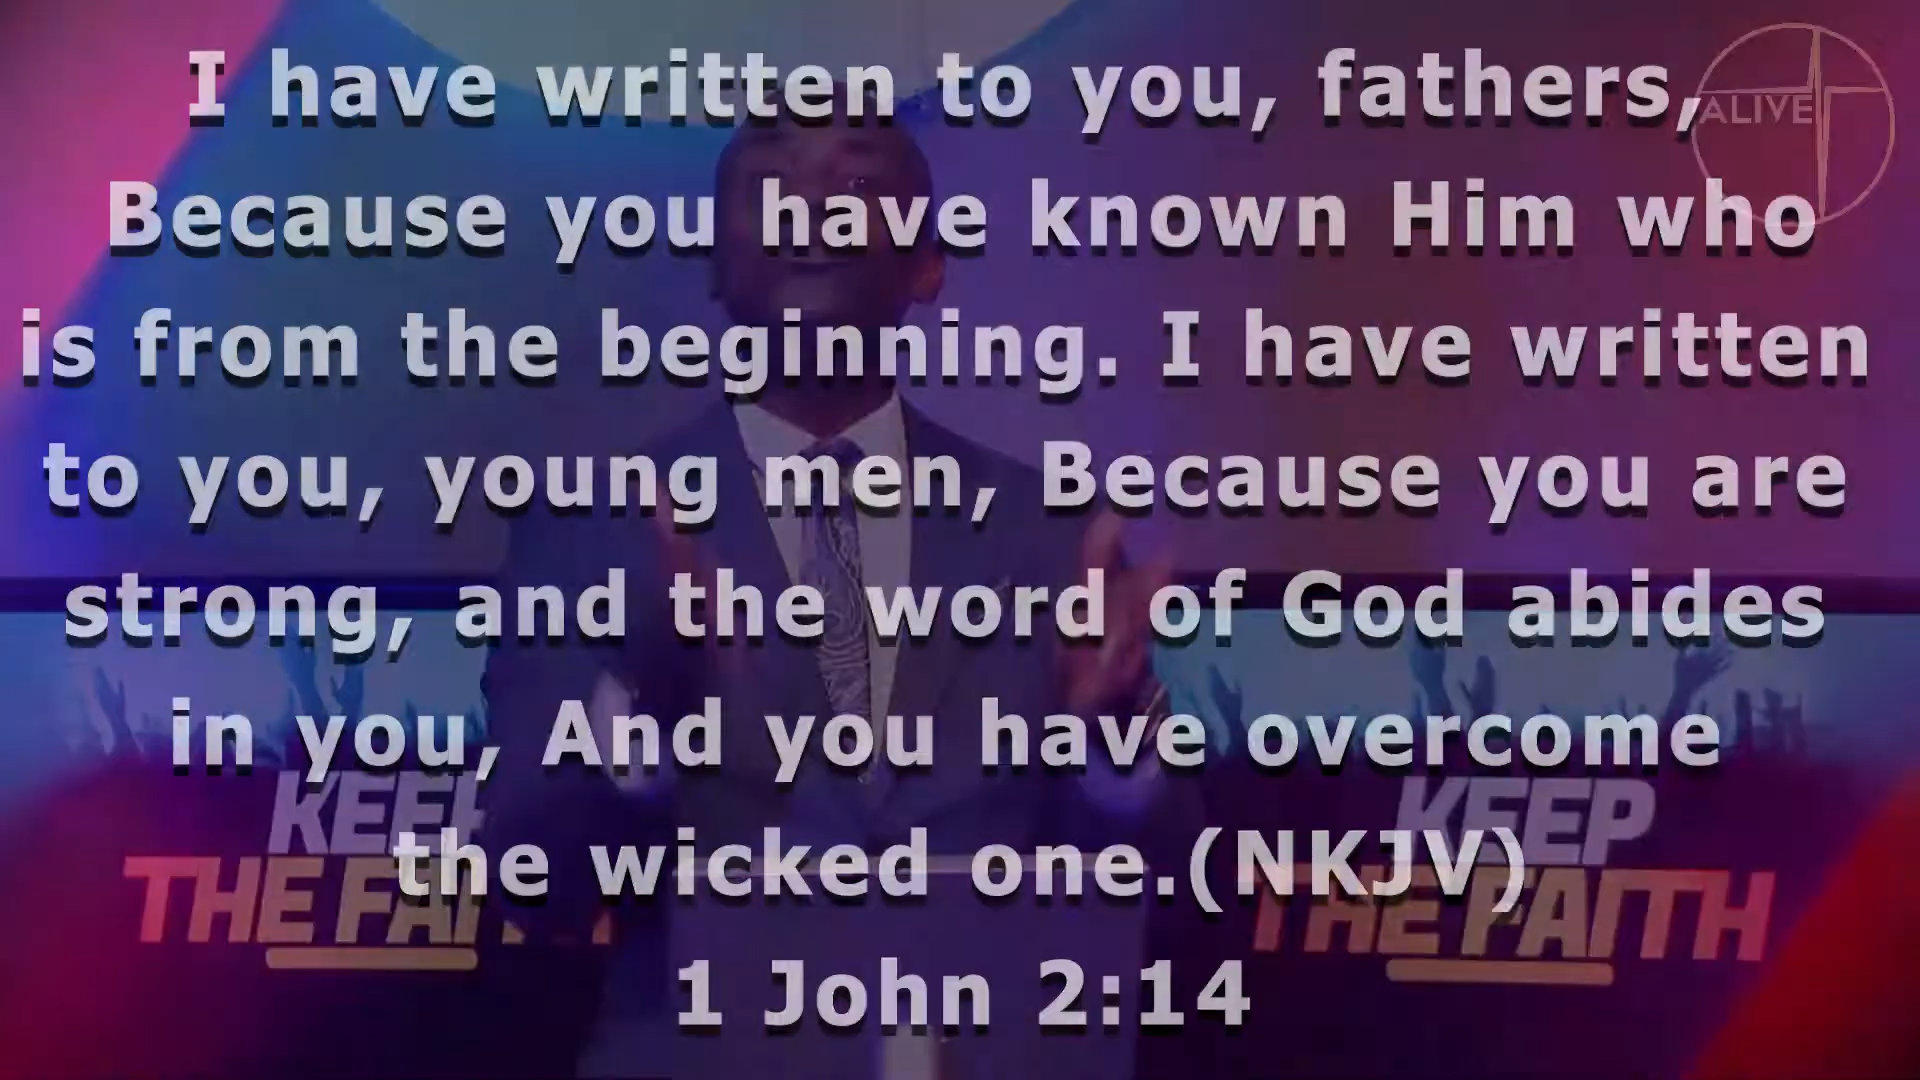 I have written to you, fathers,
ALIVE
Because you have known Him who
is from the beginning. I have written
to you, young men, Because you are
strong, and the word of God abides
in you, And you have overcome
the wicked one.(NKJV)
1 John 2:14
KEEP
THE FAITH
KEEP
THE FAITH